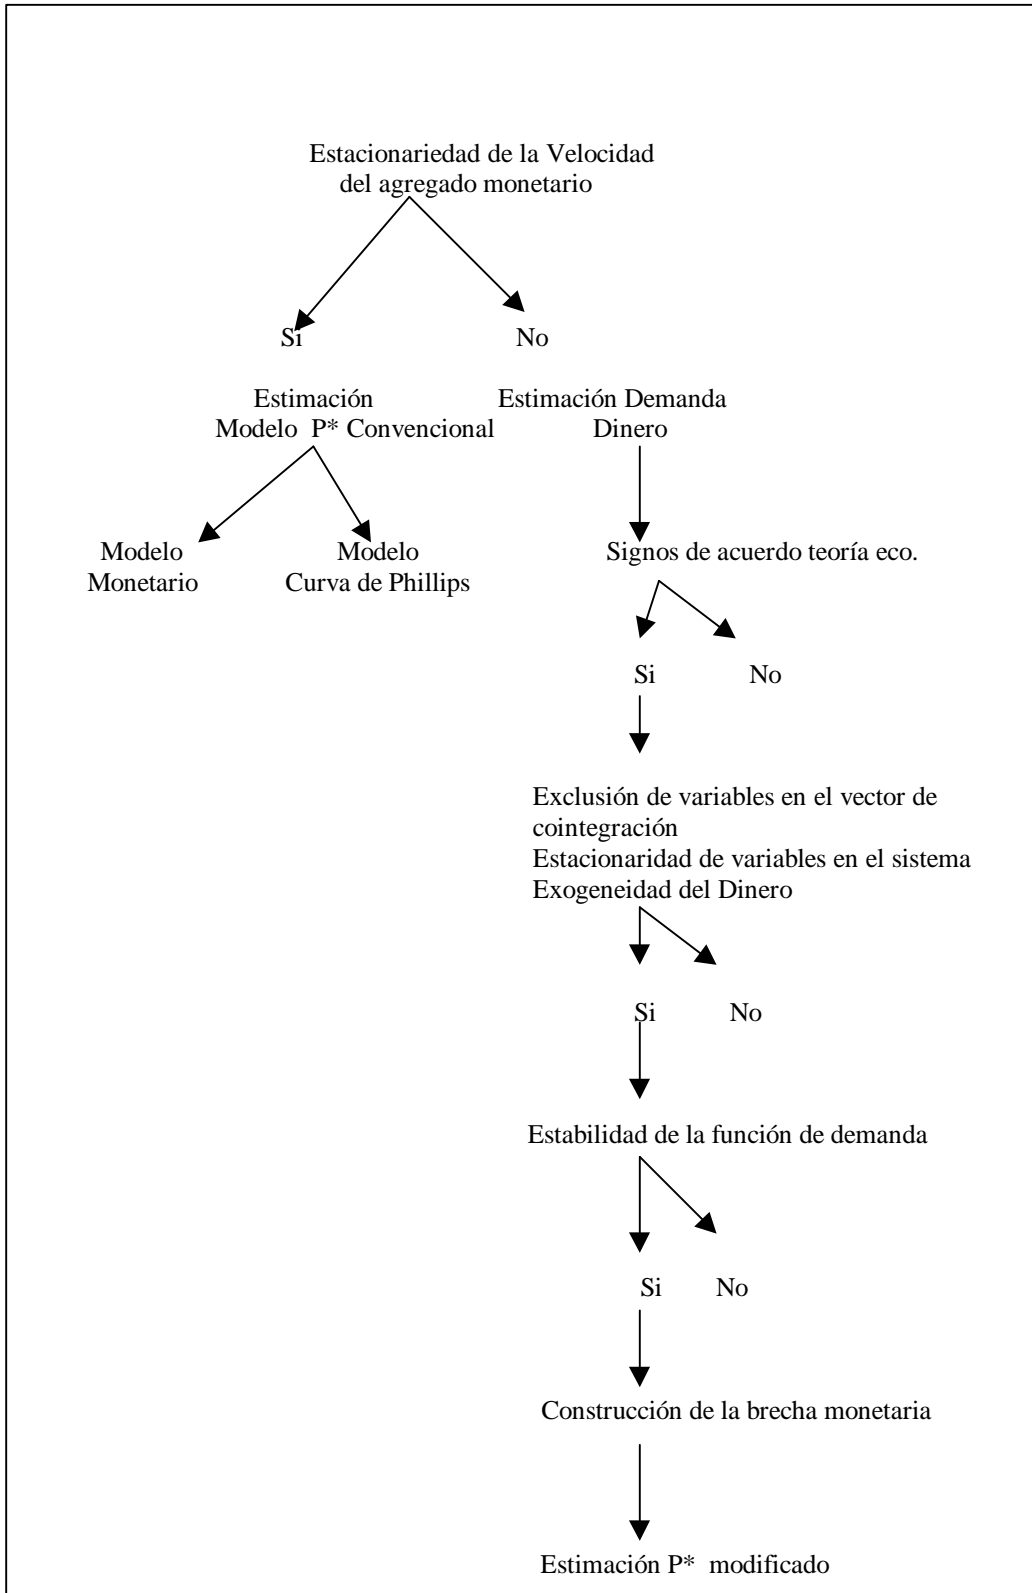 Estacionariedad de la Velocidad
del agregado monetario
Si
No
Estimación
Modelo P* Convencional
Estimación Demanda
Dinero
Modelo
Monetario
Modelo
Curva de Phillips
Signos de acuerdo teoría eco.
Si
No
Exclusión de variables en el vector de
cointegración
Estacionaridad de variables en el sistema
Exogeneidad del Dinero
Si
No
Estabilidad de la función de demanda
Si
No
Construcción de la brecha monetaria
Estimación P* modificado